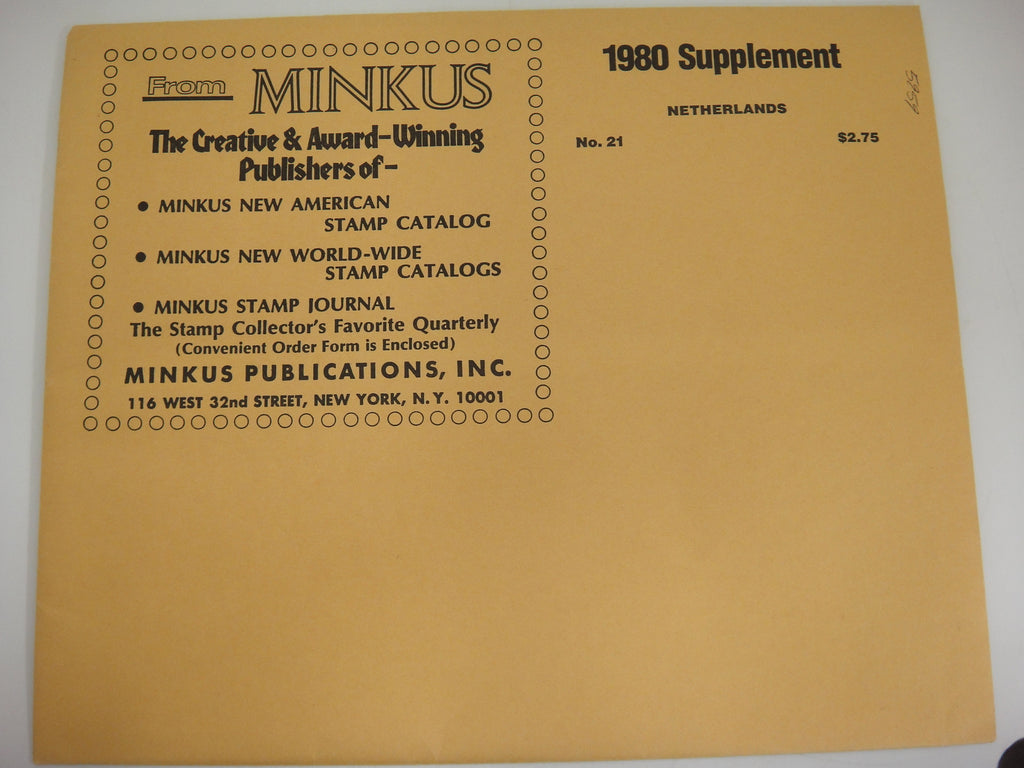 From MINKUS
The Creative & Award-Winning
Publishers of-
● MINKUS NEW AMERICAN
STAMP CATALOG
● MINKUS NEW WORLD-WIDE
STAMP CATALOGS
● MINKUS STAMP JOURNAL
The Stamp Collector's Favorite Quarterly
(Convenient Order Form is Enclosed)
MINKUS PUBLICATIONS, INC.
116 WEST 32nd STREET, NEW YORK, N.Y. 10001
1980 Supplement
NETHERLANDS
No. 21 $2.75